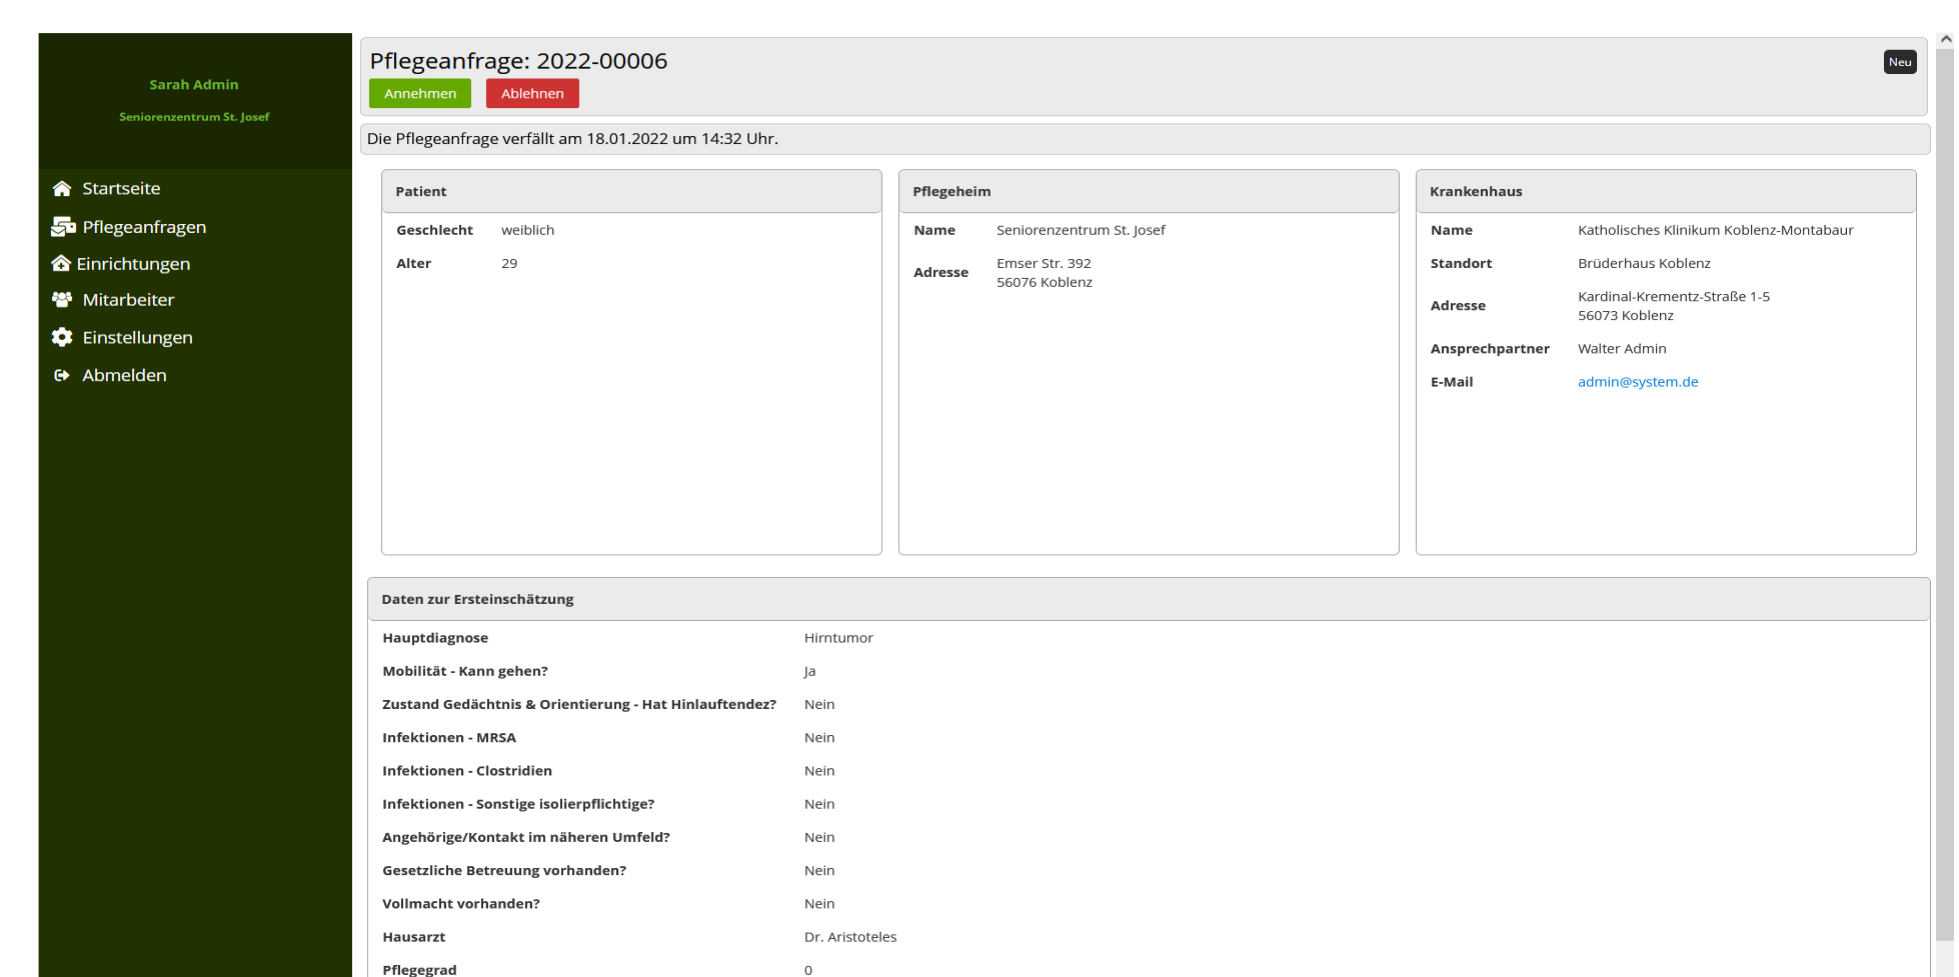 Sarah Admin
Seniorenzentrum St. Josef
Startseite
Pflegeanfragen
Einrichtungen
Mitarbeiter
Einstellungen
Abmelden
Pflegeanfrage: 2022-00006
Neu
Annehmen Ablehnen
Die Pflegeanfrage verfällt am 18.01.2022 um 14:32 Uhr.
Patient
Geschlecht weiblich
Alter 29
Pflegeheim
Name Seniorenzentrum St. Josef
Adresse Emser Str. 392
56076 Koblenz
Krankenhaus
Name Katholisches Klinikum Koblenz-Montabaur
Standort Brüderhaus Koblenz
Adresse Kardinal-Krementz-Straße 1-5
56073 Koblenz
Ansprechpartner Walter Admin
E-Mail admin@system.de
Daten zur Ersteinschätzung
Hauptdiagnose Hirntumor
Mobilität - Kann gehen? Ja
Zustand Gedächtnis & Orientierung - Hat Hinlauftendez? Nein
Infektionen - MRSA Nein
Infektionen - Clostridien Nein
Infektionen - Sonstige isolierpflichtige? Nein
Angehörige/Kontakt im näheren Umfeld? Nein
Gesetzliche Betreuung vorhanden? Nein
Vollmacht vorhanden? Nein
Hausarzt Dr. Aristoteles
Pflegegrad 0